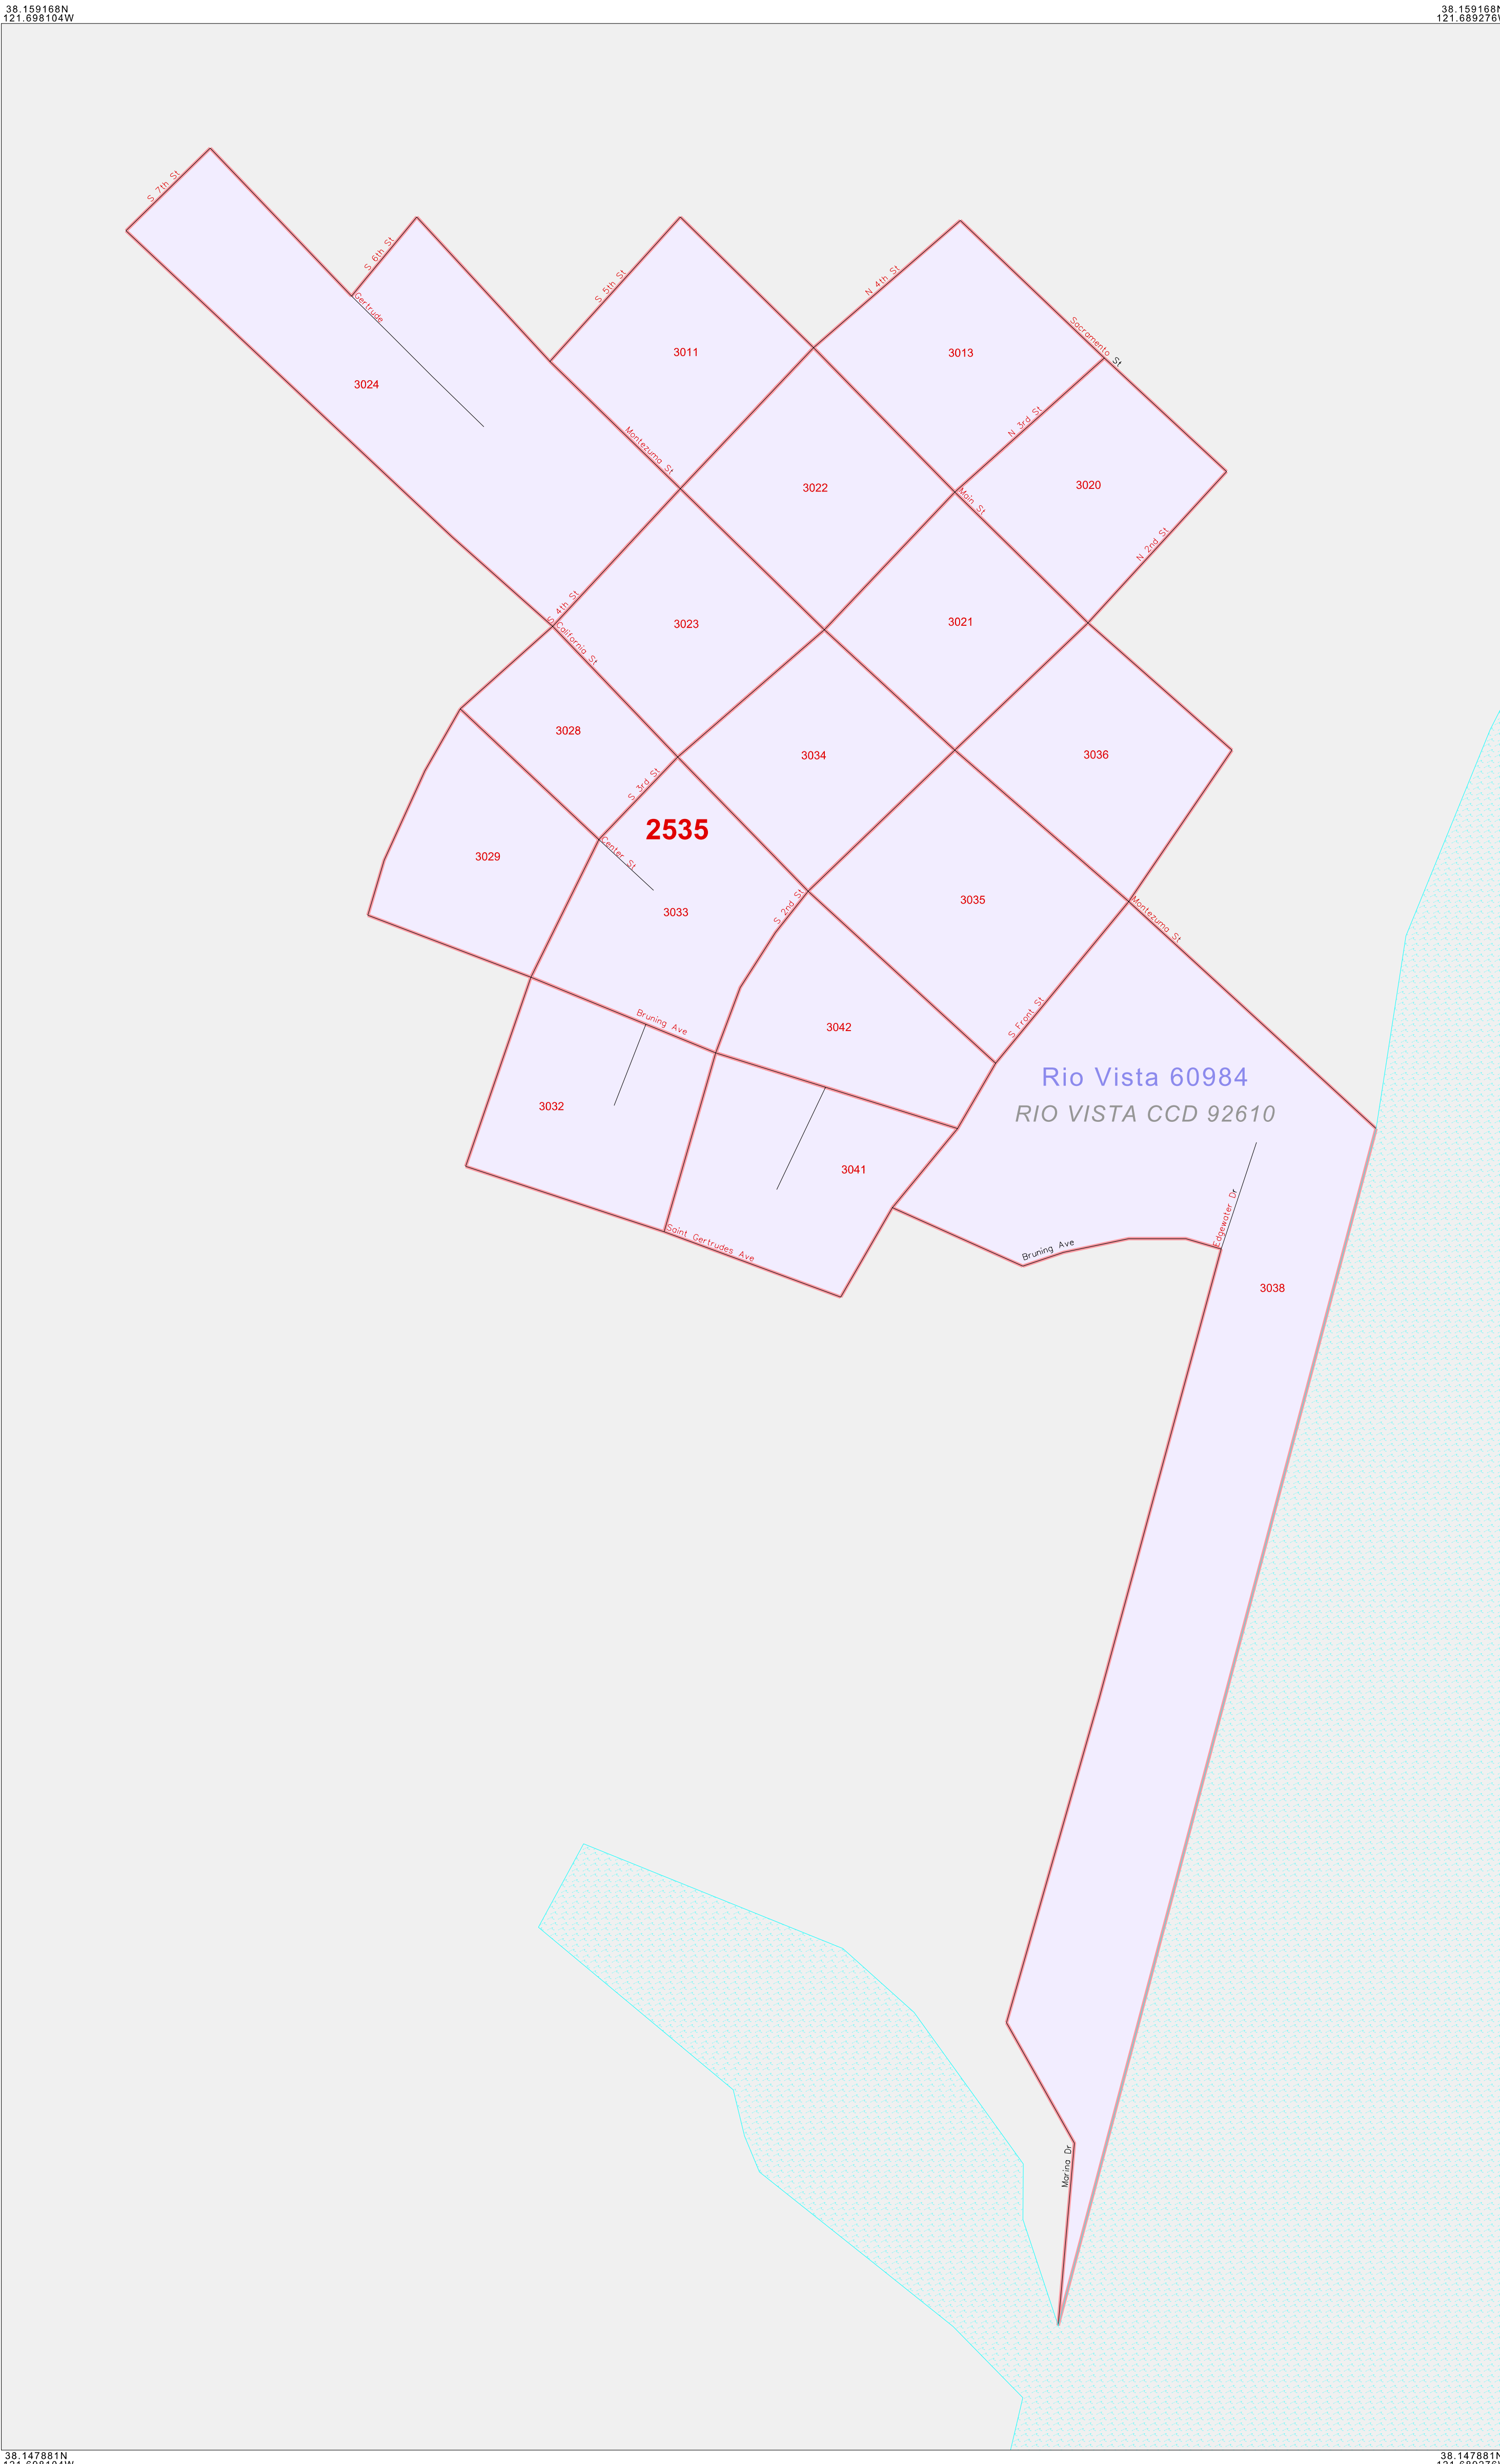 38.159168N
121.698104W
38.159168N
121.689276W
S 7th St
S 6th St
Gertrude
S 5th St
N 4th St
Sacramento St
3011
3013
3024
N 3rd St
Montezuma St
3022
3020
Main St
N 2nd St
S 4th St
California St
3023
3021
3028
3034
3036
S 3rd St
2535
Center St
3029
3033
S 2nd St
3035
Montezuma St
Bruning Ave
3042
S Front St
Rio Vista 60984
RIO VISTA CCD 92610
3032
3041
Saint Gertrudes Ave
Bruning Ave
Edgewater Dr
3038
Marina Dr
38.147881N
121.698104W
38.147881N
121.689276W